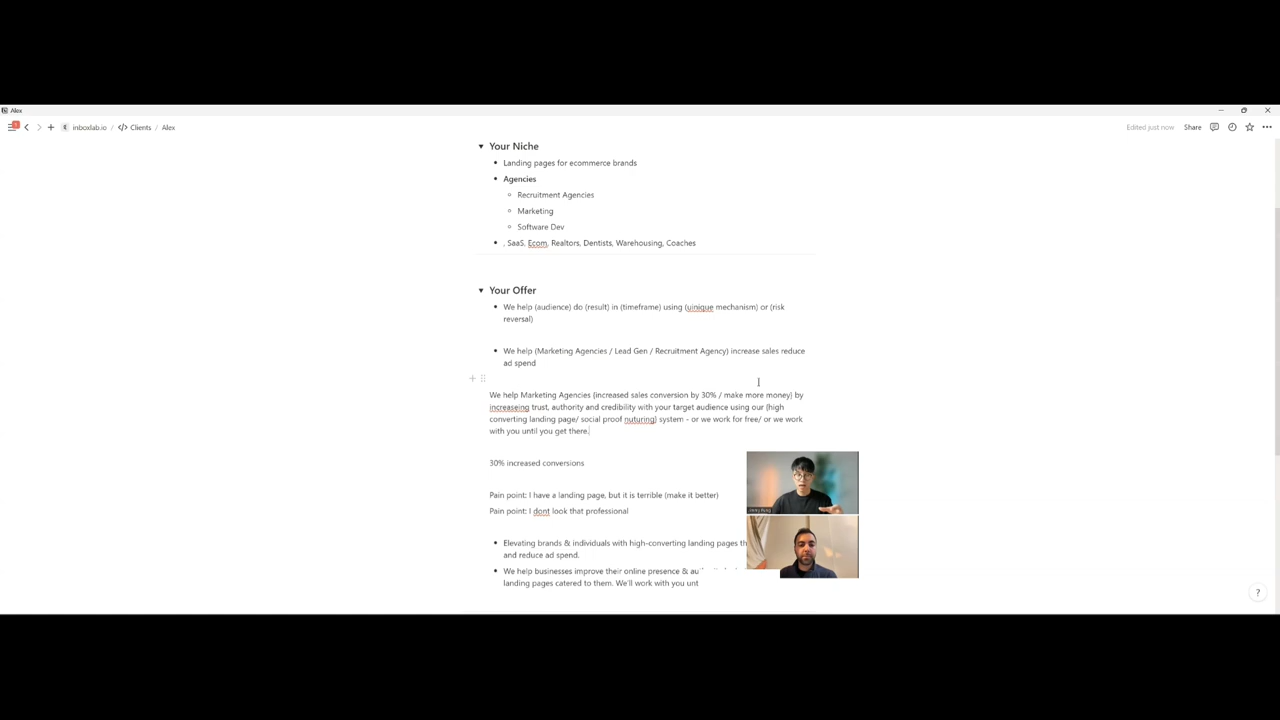 Alex
inboxlab.io / </> Clients / Alex
Edited just now Share
Your Niche
Landing pages for ecommerce brands
Agencies
Recruitment Agencies
Marketing
Software Dev
, SaaS, Ecom, Realtors, Dentists, Warehousing, Coaches
Your Offer
We help (audience) do (result) in (timeframe) using (uinique mechanism) or (risk
reversal)
We help (Marketing Agencies / Lead Gen / Recruitment Agency) increase sales reduce
ad spend
We help Marketing Agencies (increased sales conversion by 30% / make more money) by
increaseing trust, authority and credibility with your target audience using our (high
converting landing page/ social proof nuturing) system - or we work for free/ or we work
with you until you get there.
30% increased conversions
Pain point: I have a landing page, but it is terrible (make it better)
Pain point: I dont look that professional
Elevating brands & individuals with high-converting landing pages th
and reduce ad spend.
We help businesses improve their online presence & au
landing pages catered to them. We'll work with you unt
?